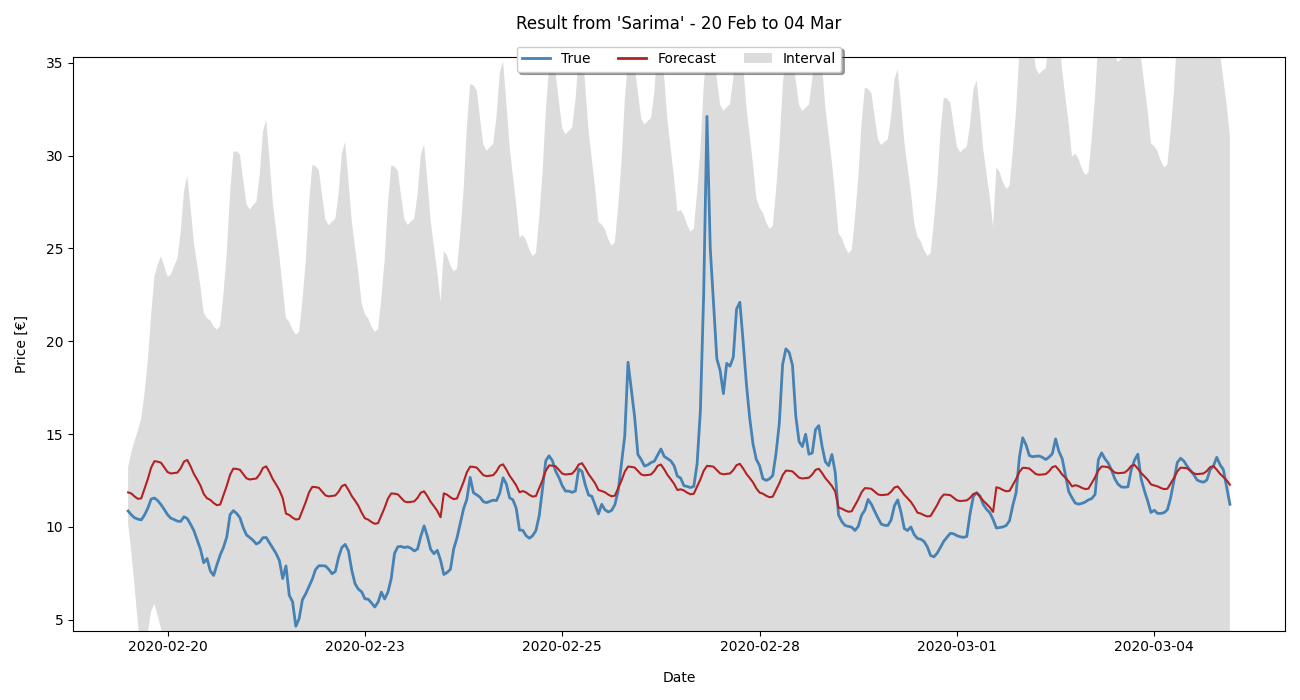 Result from 'Sarima' - 20 Feb to 04 Mar
True Forecast Interval
35
30
25
20
15
10
5
Price [€]
2020-02-20 2020-02-23 2020-02-25 2020-02-28 2020-03-01 2020-03-04
Date